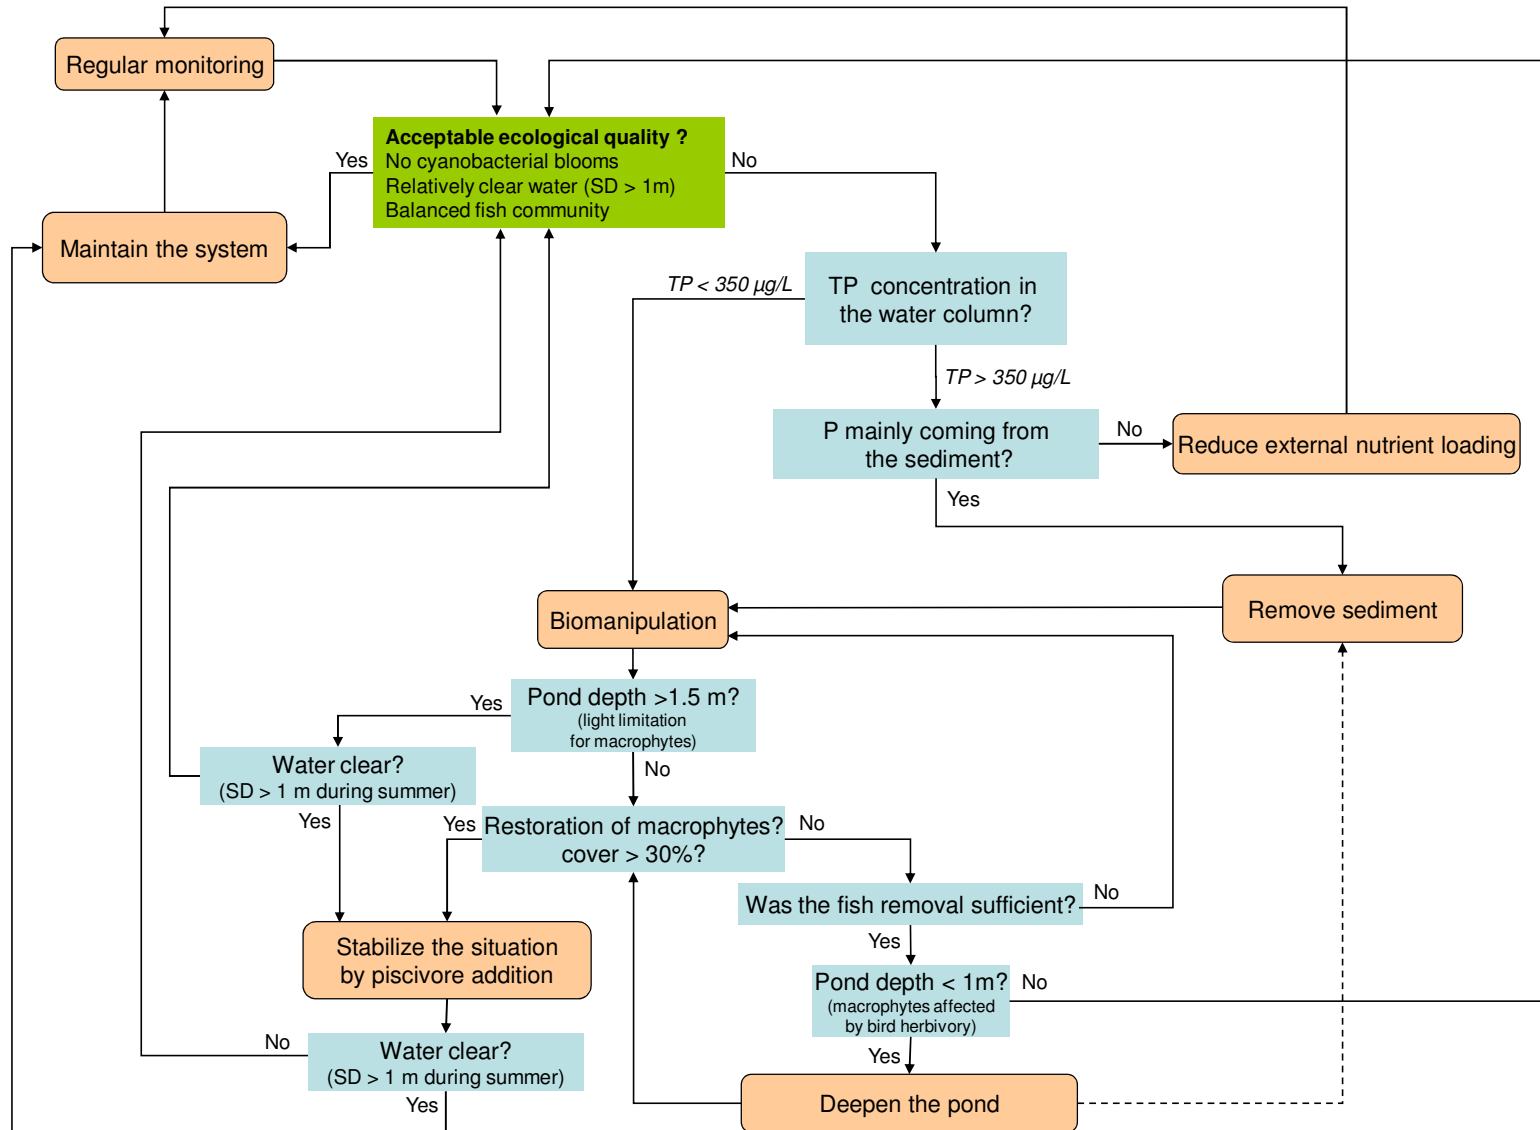 Regular monitoring
Acceptable ecological quality ?
No cyanobacterial blooms
Relatively clear water (SD > 1m)
Balanced fish community
Yes
No
Maintain the system
TP < 350 µg/L
TP concentration in
the water column?
TP > 350 µg/L
P mainly coming from
the sediment?
No
Reduce external nutrient loading
Yes
Biomanipulation
Remove sediment
Pond depth >1.5 m?
(light limitation
for macrophytes)
Yes
No
Water clear?
(SD > 1 m during summer)
Yes
Yes
Restoration of macrophytes?
cover > 30%?
No
Was the fish removal sufficient?
No
Yes
Stabilize the situation
by piscivore addition
Pond depth < 1m?
(macrophytes affected
by bird herbivory)
No
Yes
No
Water clear?
(SD > 1 m during summer)
Yes
Deepen the pond